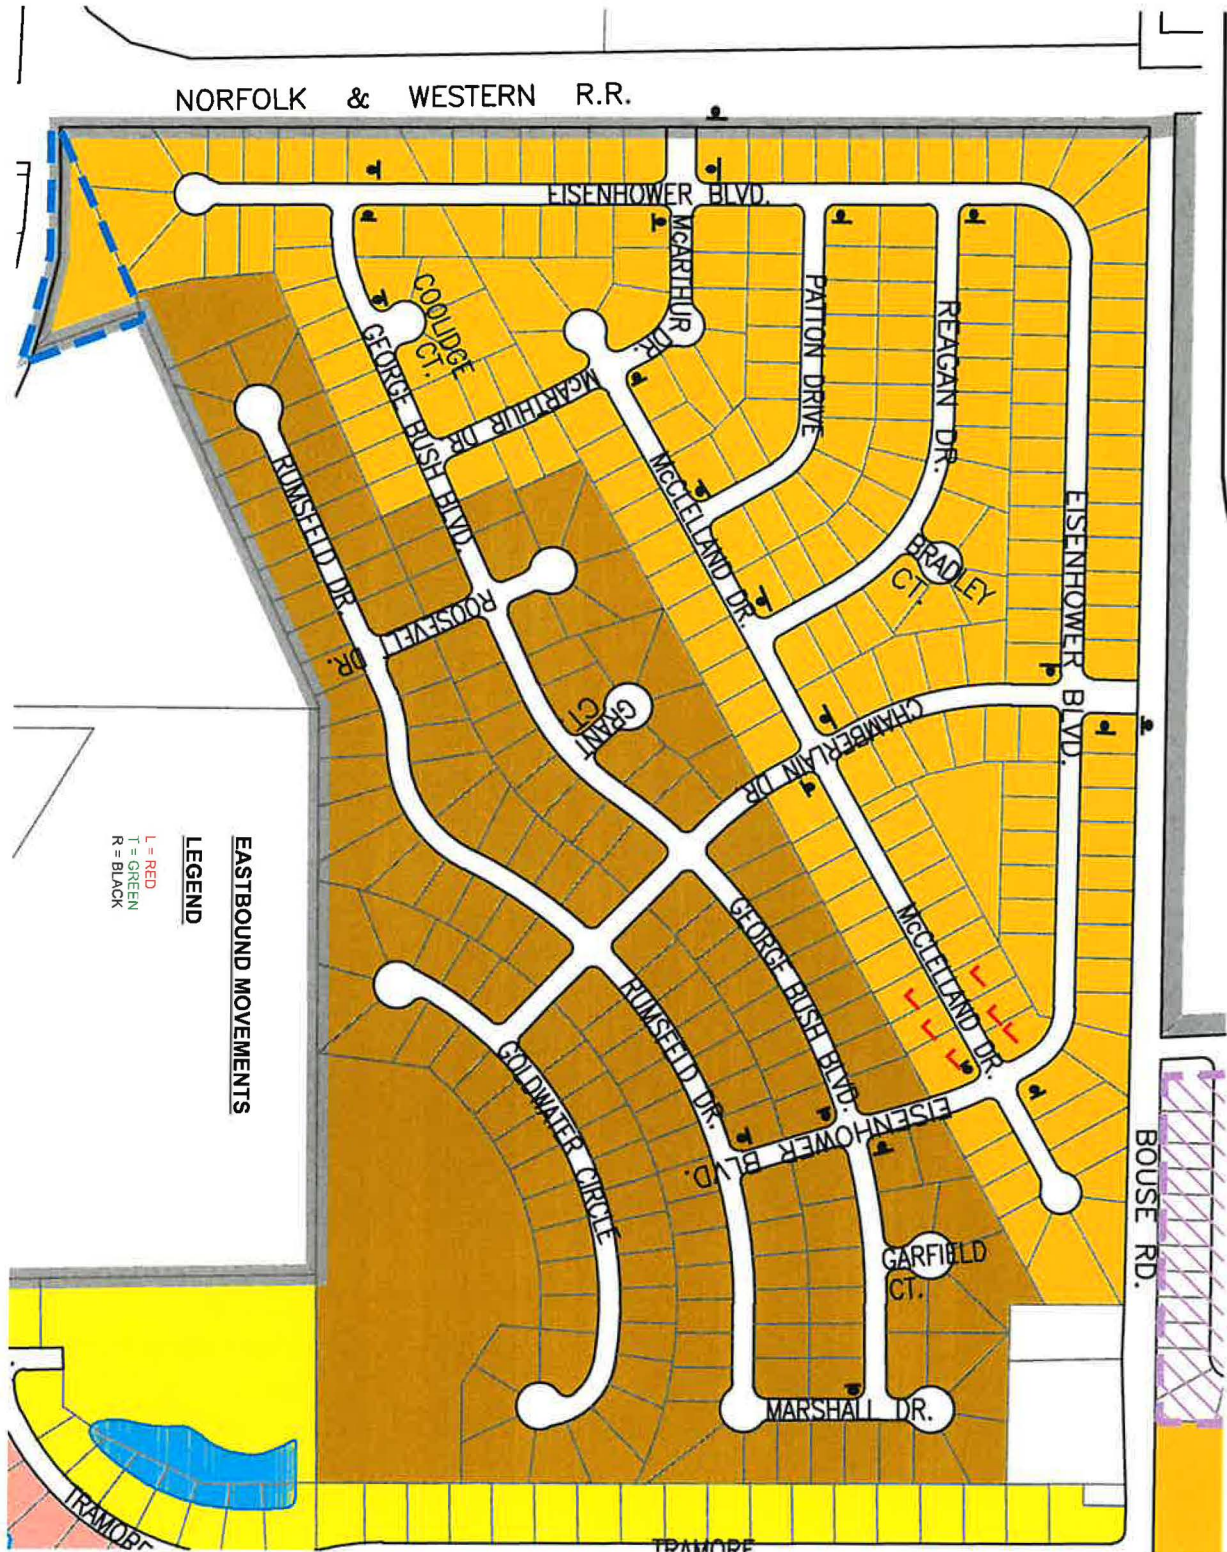 NORFOLK & WESTERN R.R.
EISENHOWER BLVD.
McARTHUR DR.
PATTON DRIVE
REAGAN DR.
COOLIDGE
CT.
GEORGE BUSH BLVD.
McARTHUR DR
McCLELLAND DR.
BRADLEY
CT.
EISENHOWER BLVD.
RUMSFELD DR.
ROOSEVELT DR.
GRANT
CT.
CHAMBERLAIN DR
McCLELLAND DR.
GEORGE BUSH BLVD.
RUMSFELD DR.
GOLDWATER CIRCLE
EISENHOWER BLVD.
BOUSE RD.
GARFIELD
CT.
MARSHALL DR.
EASTBOUND MOVEMENTS
LEGEND
L = RED
T = GREEN
R = BLACK
L
L
L
L
L
L
TRAMORE
TRAMORE